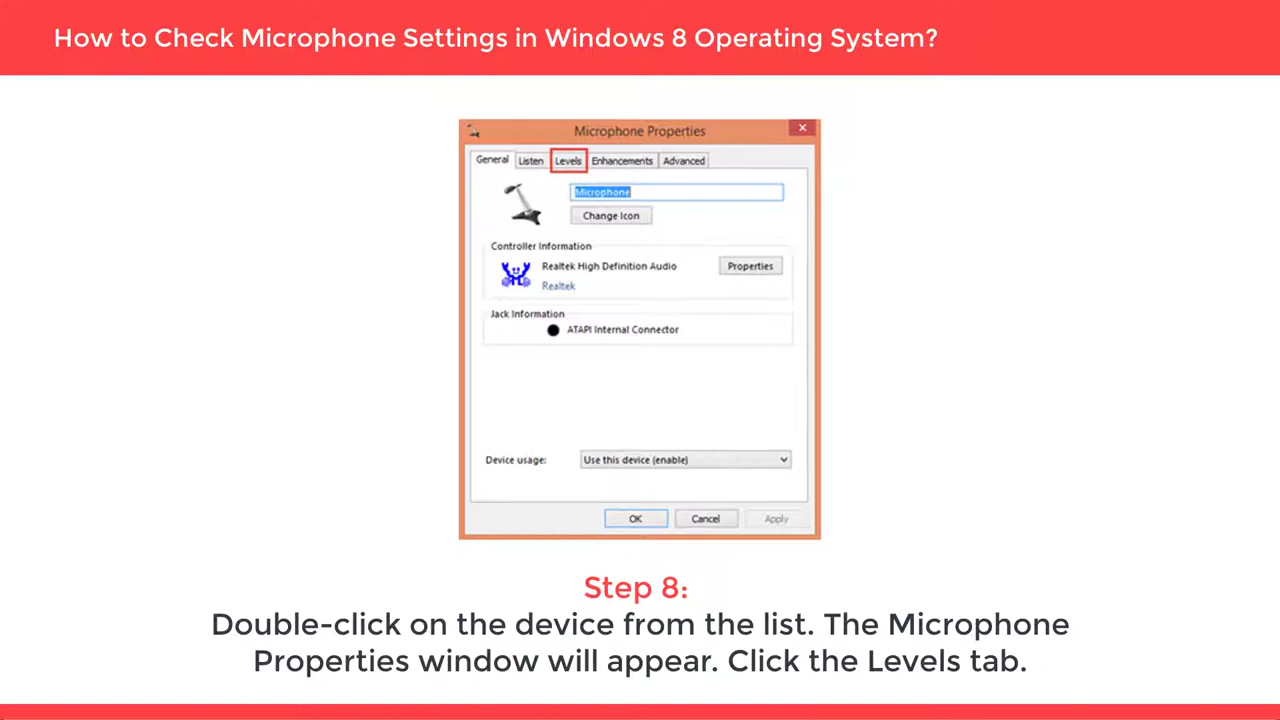 How to Check Microphone Settings in Windows 8 Operating System?
Microphone Properties
General Listen Levels Enhancements Advanced
Microphone
Change Icon
Controller Information
Realtek High Definition Audio Properties
Realtek
Jack Information
ATAPI Internal Connector
Device usage: Use this device (enable)
OK Cancel Apply
Step 8:
Double-click on the device from the list. The Microphone
Properties window will appear. Click the Levels tab.